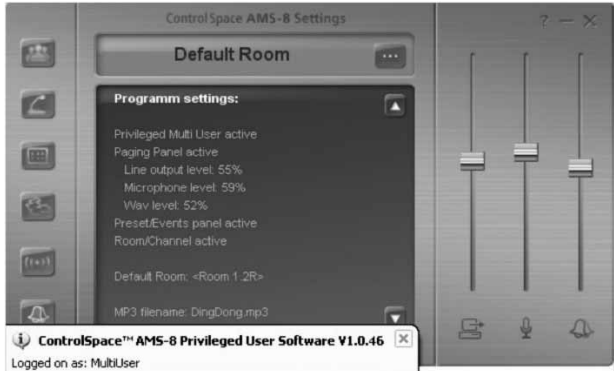 ControlSpace AMS-8 Settings
? — ×
Default Room
...
Programm settings:
Privileged Multi User active
Paging Panel active
Line output level: 55%
Microphone level: 59%
Wav level: 52%
Preset/Events panel active
Room/Channel active
Default Room: <Room 1-2R>
MP3 filename: DingDong.mp3
ControlSpace™ AMS-8 Privileged User Software V1.0.46
Logged on as: MultiUser